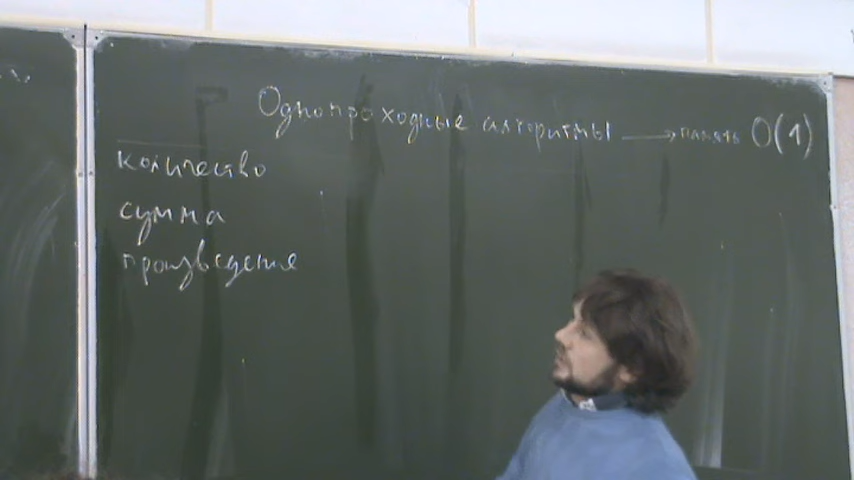 Однопроходные алгоритмы → память O(1)
количество
сумма
произведение